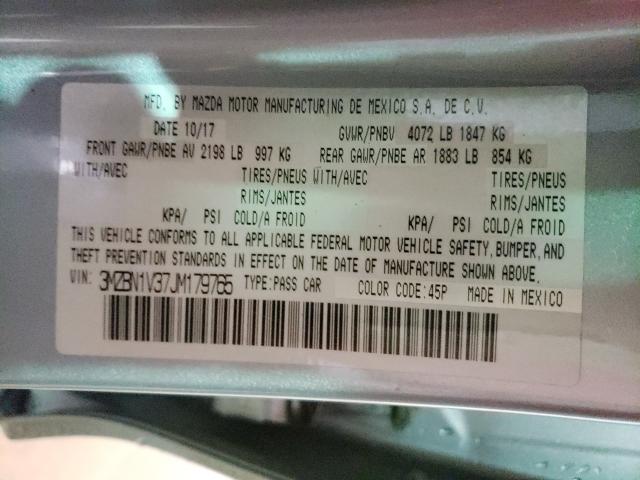 MFD. BY MAZDA MOTOR MANUFACTURING DE MEXICO S.A. DE C.V.
DATE 10/17 GVWR/PNBV 4072 LB 1847 KG
FRONT GAWR/PNBE AV 2198 LB 997 KG REAR GAWR/PNBE AR 1883 LB 854 KG
WITH/AVEC TIRES/PNEUS WITH/AVEC TIRES/PNEUS
RIMS/JANTES RIMS/JANTES
KPA/ PSI COLD/A FROID KPA/ PSI COLD/A FROID
THIS VEHICLE CONFORMS TO ALL APPLICABLE FEDERAL MOTOR VEHICLE SAFETY, BUMPER, AND
THEFT PREVENTION STANDARDS IN EFFECT ON THE DATE OF MANUFACTURE SHOWN ABOVE.
VIN: 3MZBN1V37JM179765 TYPE:PASS CAR COLOR CODE:45P MADE IN MEXICO